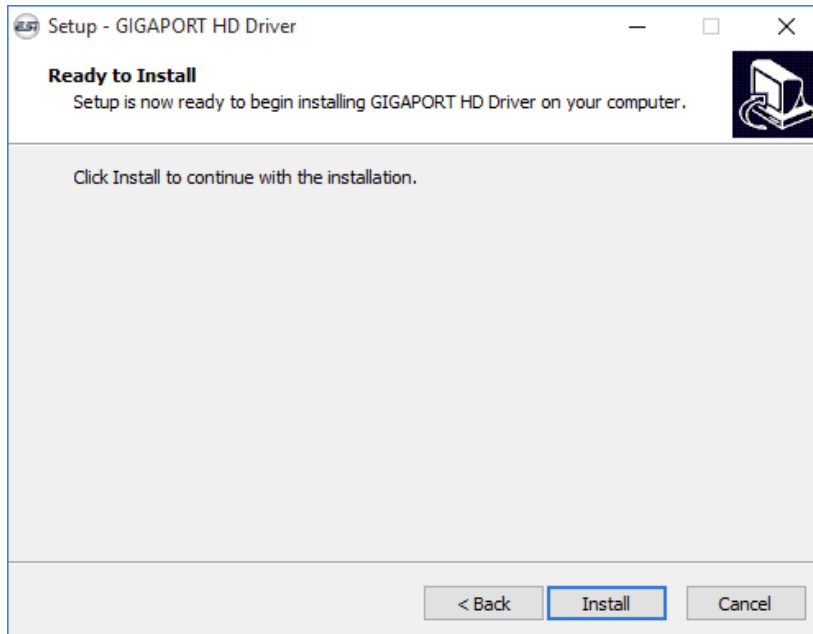 ESI Setup - GIGAPORT HD Driver
Ready to Install
Setup is now ready to begin installing GIGAPORT HD Driver on your computer.
Click Install to continue with the installation.
< Back Install Cancel